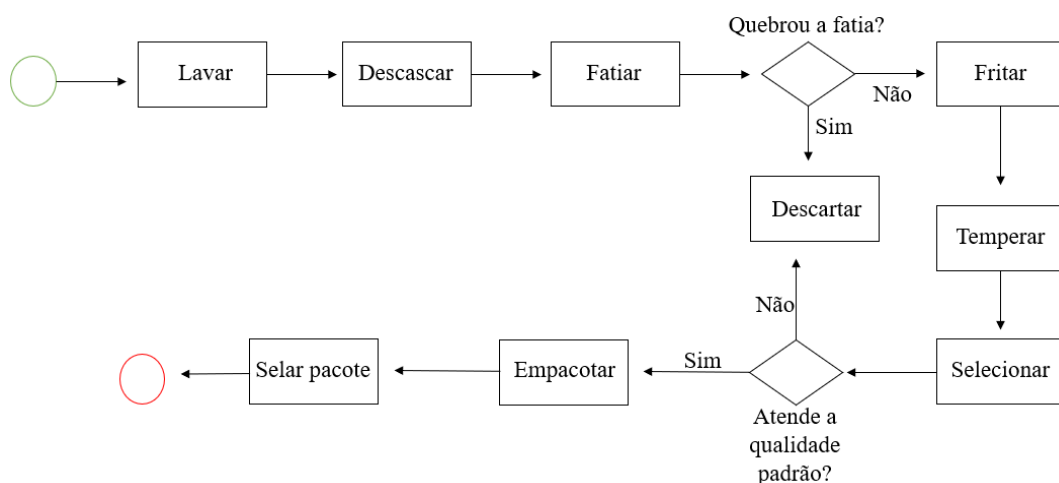 Quebrou a fatia?
Lavar
Descascar
Fatiar
Não
Fritar
Sim
Descartar
Temperar
Não
Selar pacote
Empacotar
Sim
Selecionar
Atende a
qualidade
padrão?